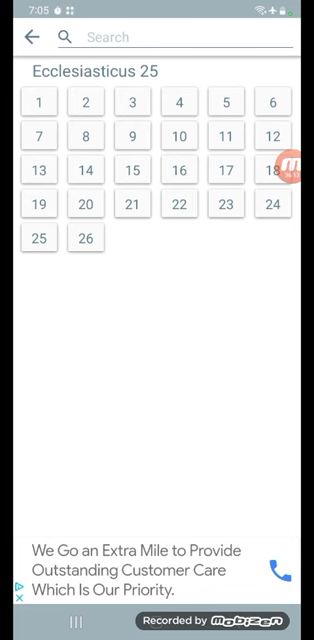 7:05
Search
Ecclesiasticus 25
1 2 3 4 5 6
7 8 9 10 11 12
13 14 15 16 17 18
19 20 21 22 23 24
25 26
We Go an Extra Mile to Provide
Outstanding Customer Care
Which Is Our Priority.
Recorded by mobizen